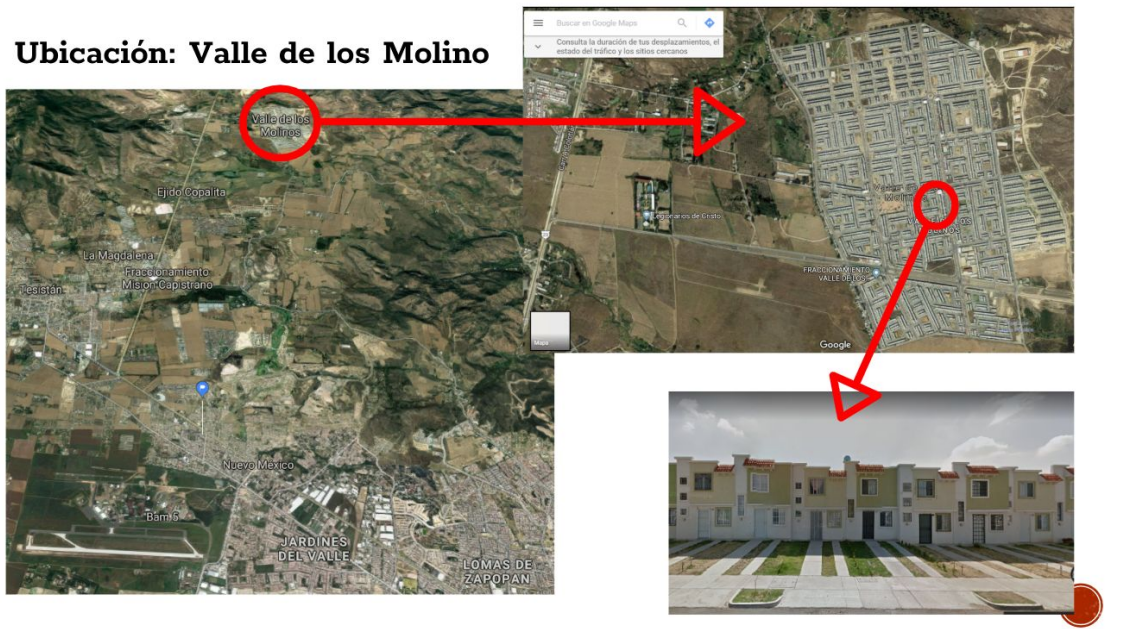 Ubicación: Valle de los Molino
Buscar en Google Maps
Consulta la duración de tus desplazamientos, el
estado del tráfico y los sitios cercanos
Valle de los
Molinos
Ejido Copalita
La Magdalena
Fraccionamiento
Misión Capistrano
Tesistán
Nuevo México
Bam 5
JARDINES
DEL VALLE
LOMAS DE
ZAPOPAN
Legionarios de Cristo
FRACCIONAMIENTO
VALLE DE LOS
Mapa
Google